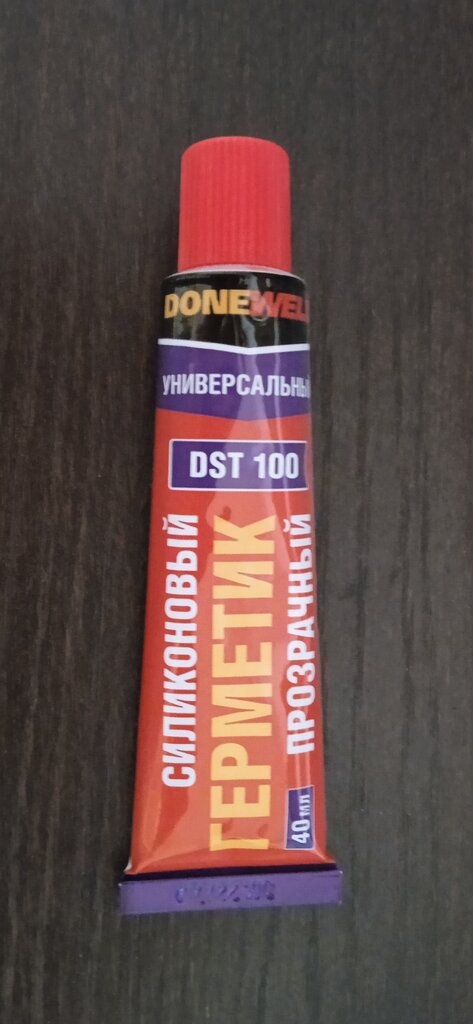 DONEWELL
УНИВЕРСАЛЬНЫЙ
DST 100
СИЛИКОНОВЫЙ
ГЕРМЕТИК
ПРОЗРАЧНЫЙ
40 мл